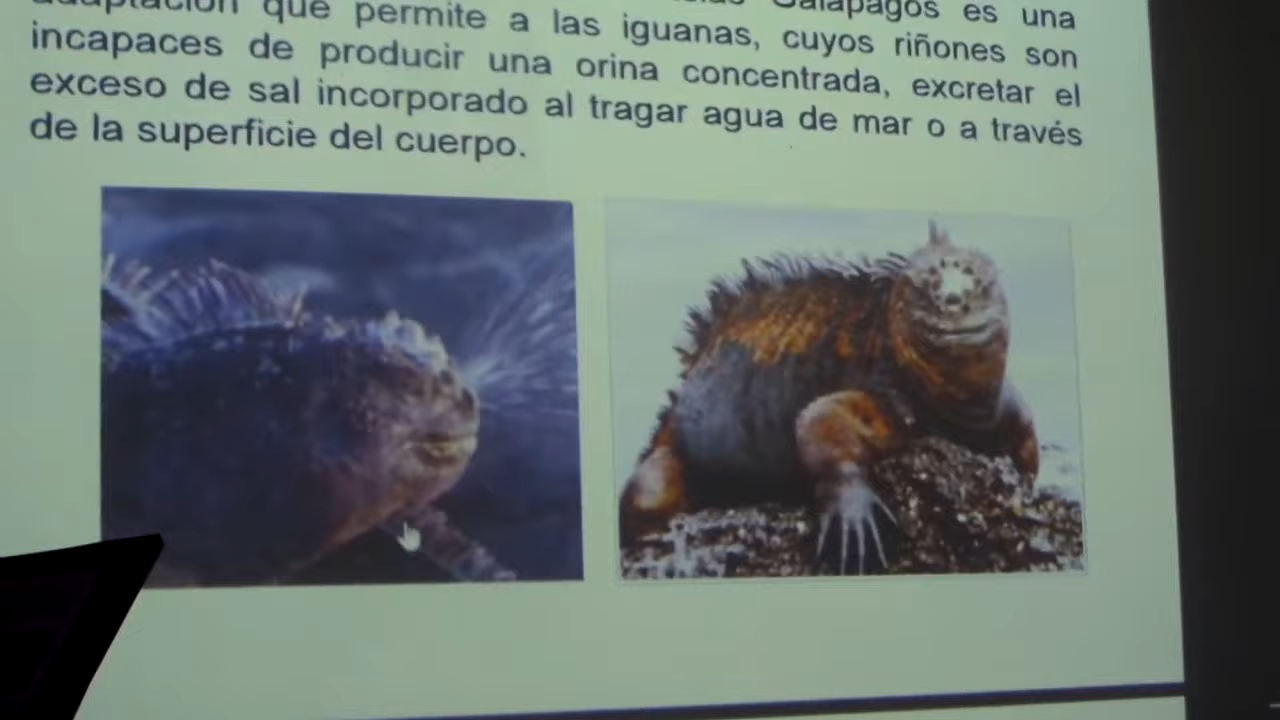 adaptación que permite a las iguanas, cuyos riñones son
incapaces de producir una orina concentrada, excretar el
exceso de sal incorporado al tragar agua de mar o a través
de la superficie del cuerpo.